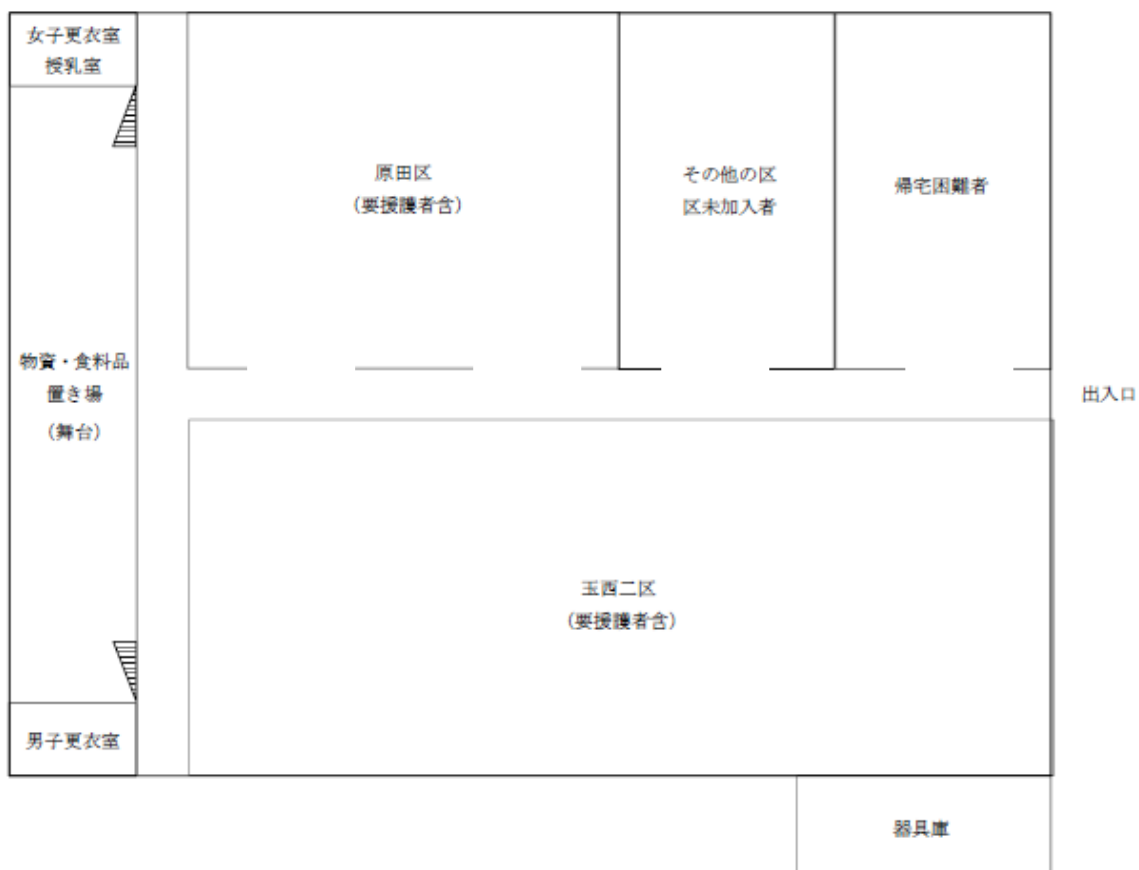 女子更衣室
授乳室
原田区
(要援護者含)
その他の区
区未加入者
帰宅困難者
物資・食料品
置き場
(舞台)
出入口
玉西二区
(要援護者含)
男子更衣室
器具庫